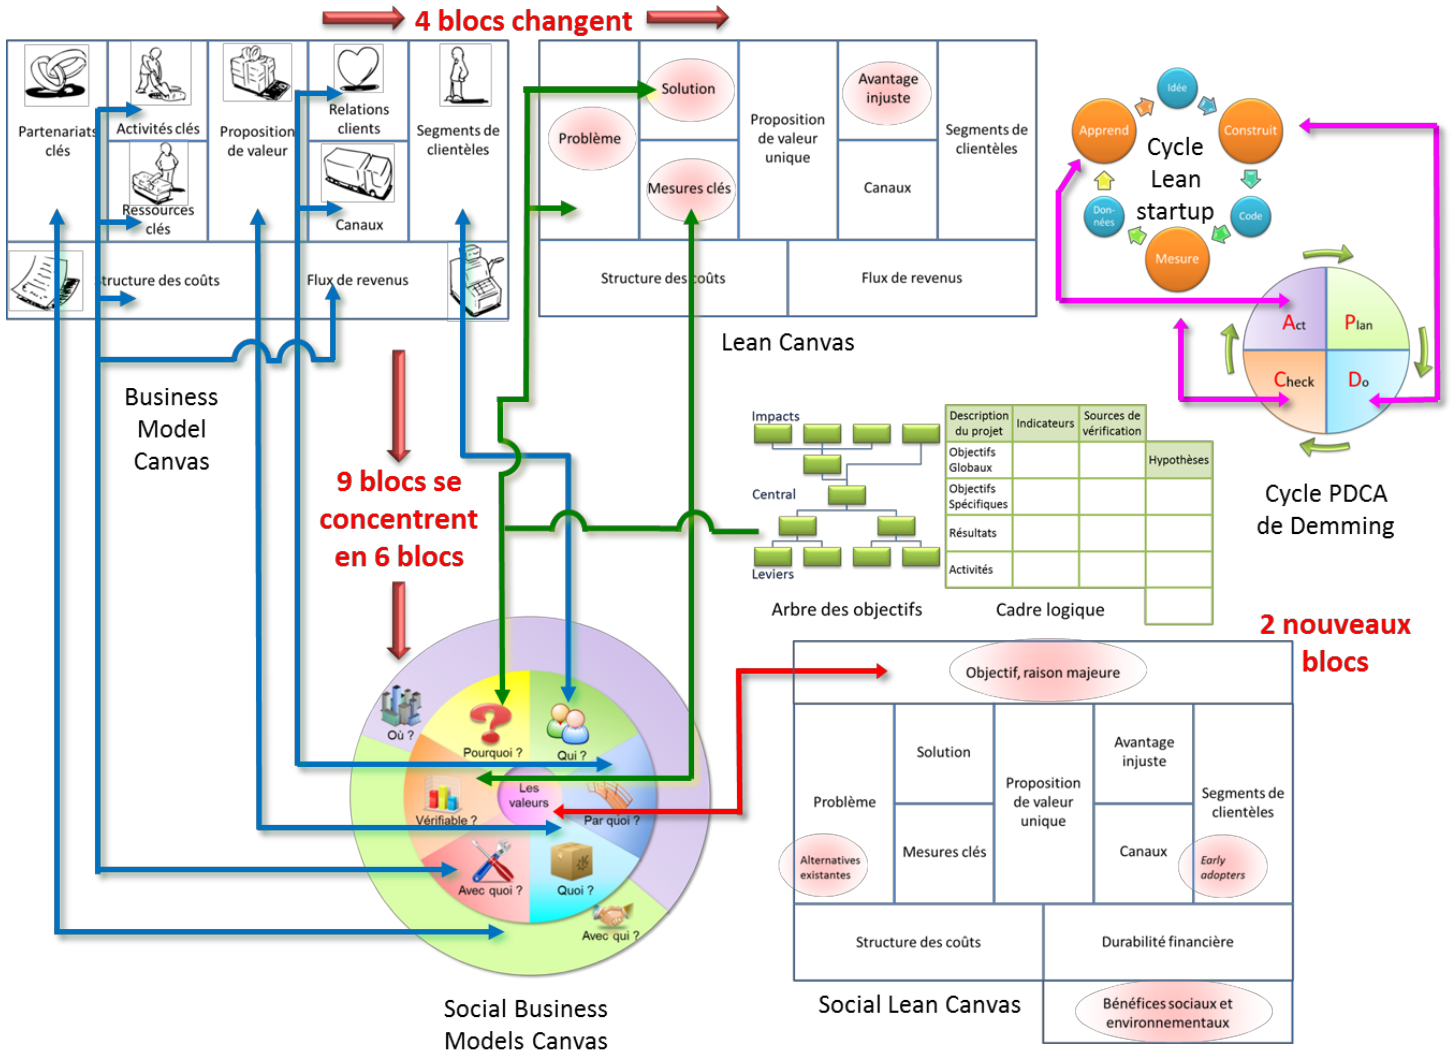 4 blocs changent
Partenariats
clés
Activités clés
Ressources
clés
Proposition
de valeur
Relations
clients
Canaux
Segments de
clientèles
Structure des coûts
Flux de revenus
Business
Model
Canvas
Problème
Solution
Mesures clés
Proposition
de valeur
unique
Avantage
injuste
Canaux
Segments de
clientèles
Structure des coûts
Flux de revenus
Lean Canvas
Idée
Construit
Code
Mesure
Don-
nées
Apprend
Cycle
Lean
startup
Act
Plan
Check
Do
Cycle PDCA
de Demming
9 blocs se
concentrent
en 6 blocs
Impacts
Central
Leviers
Arbre des objectifs
Description
du projet
Indicateurs
Sources de
vérification
Hypothèses
Objectifs
Globaux
Objectifs
Spécifiques
Résultats
Activités
Cadre logique
2 nouveaux
blocs
Où ?
Pourquoi ?
Qui ?
Les
valeurs
Vérifiable ?
Par quoi ?
Avec quoi ?
Quoi ?
Avec qui ?
Social Business
Models Canvas
Objectif, raison majeure
Problème
Alternatives
existantes
Solution
Mesures clés
Proposition
de valeur
unique
Avantage
injuste
Canaux
Segments de
clientèles
Early
adopters
Structure des coûts
Durabilité financière
Bénéfices sociaux et
environnementaux
Social Lean Canvas